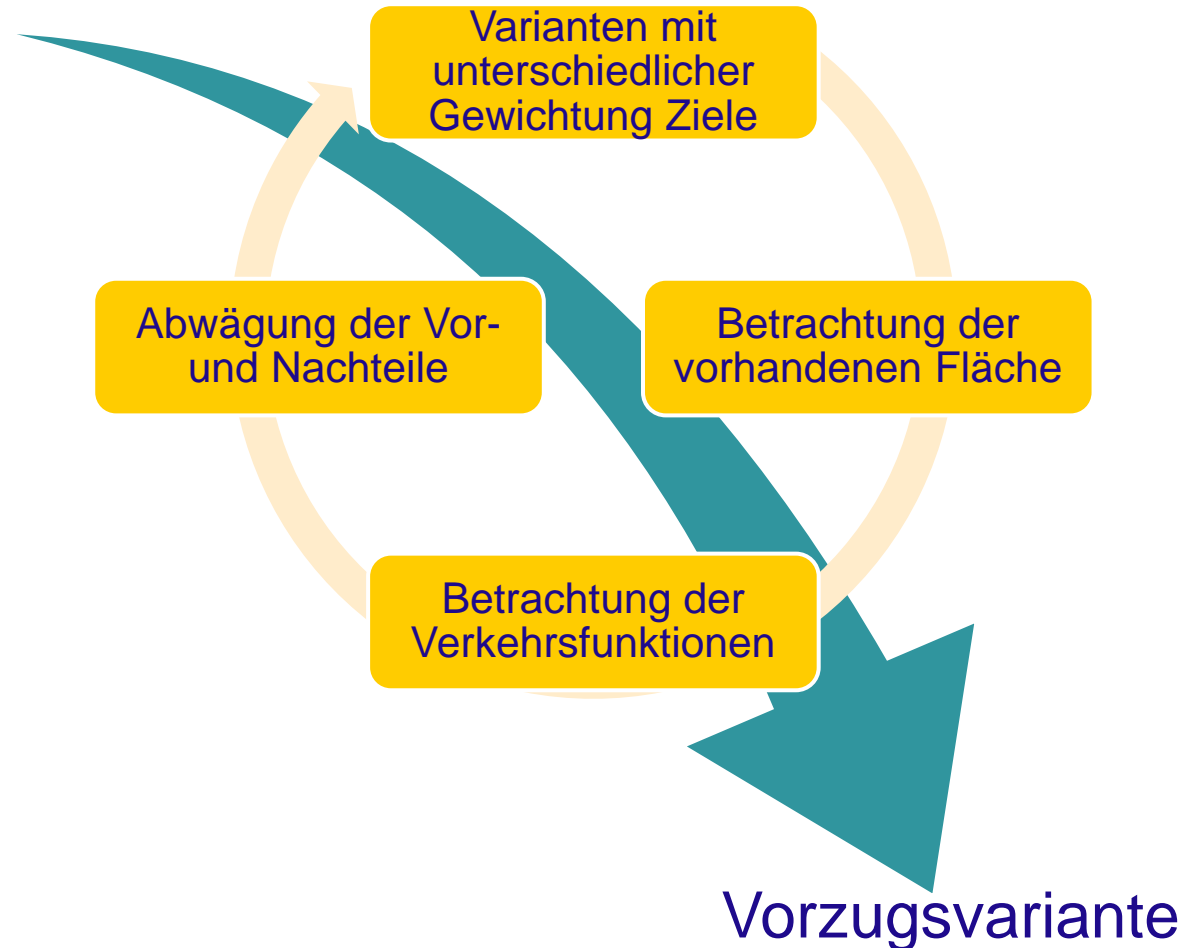 Varianten mit
unterschiedlicher
Gewichtung Ziele
Abwägung der Vor-
und Nachteile
Betrachtung der
vorhandenen Fläche
Betrachtung der
Verkehrsfunktionen
Vorzugsvariante